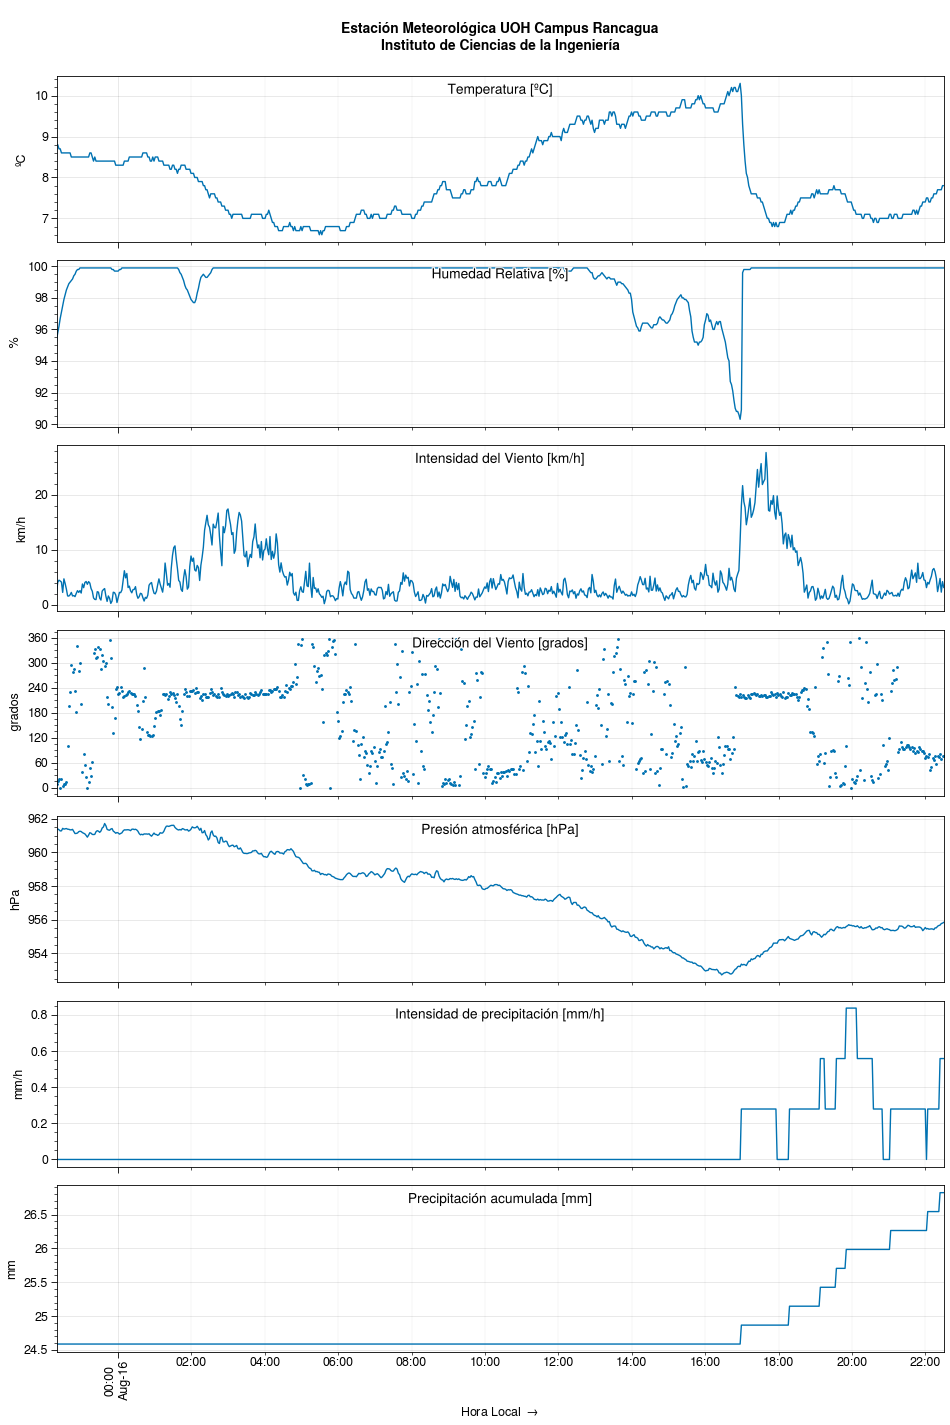 Estación Meteorológica UOH Campus Rancagua
Instituto de Ciencias de la Ingeniería
Temperatura [ºC]
ºC
10
9
8
7
Humedad Relativa [%]
%
100
98
96
94
92
90
Intensidad del Viento [km/h]
km/h
20
10
0
Dirección del Viento [grados]
grados
360
300
240
180
120
60
0
Presión atmosférica [hPa]
hPa
962
960
958
956
954
Intensidad de precipitación [mm/h]
mm/h
0.8
0.6
0.4
0.2
0
Precipitación acumulada [mm]
mm
26.5
26
25.5
25
24.5
00:00
Aug-16
02:00 04:00 06:00 08:00 10:00 12:00 14:00 16:00 18:00 20:00 22:00
Hora Local →